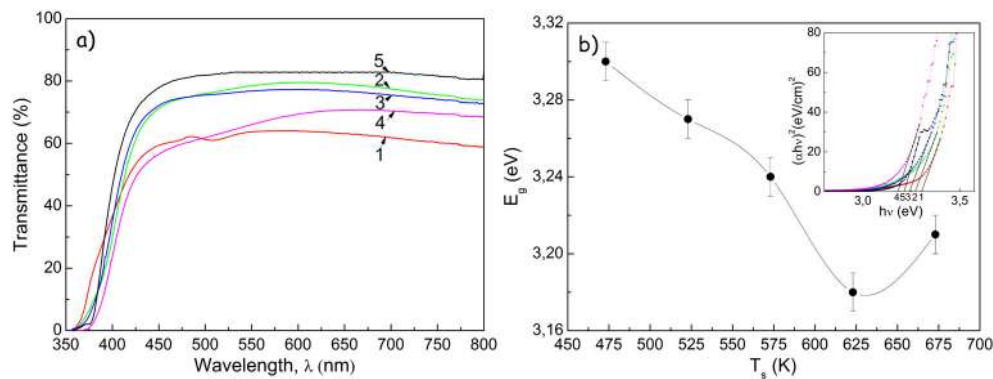 a)
100
80
60
40
20
0
Transmittance (%)
5
2
3
4
1
350 400 450 500 550 600 650 700 750 800
Wavelength, λ (nm)
b)
3,32
3,28
3,24
3,20
3,16
E_g (eV)
450 475 500 525 550 575 600 625 650 675 700
T_s (K)
80
60
40
20
0
(αhν)²(eV/cm)²
3,0 45321 3,5
hν (eV)